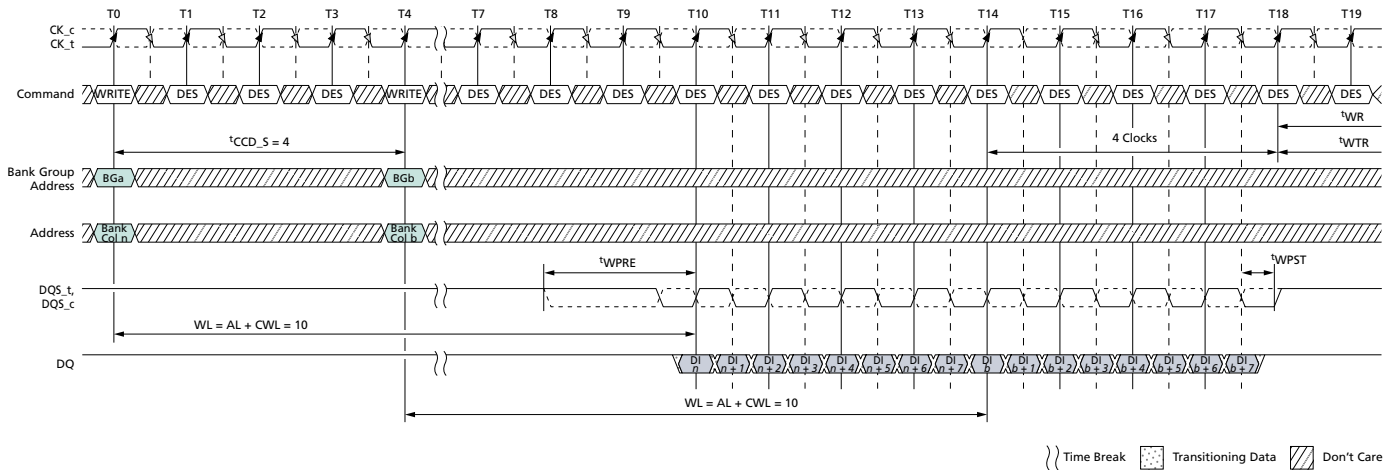 T0 T1 T2 T3 T4 T7 T8 T9 T10 T11 T12 T13 T14 T15 T16 T17 T18 T19
CK_c
CK_t
Command WRITE DES DES DES WRITE DES DES DES DES DES DES DES DES DES DES DES DES DES
tWR
tCCD_S = 4 4 Clocks tWTR
Bank Group
Address BGa BGb
Address Bank
Col n Bank
Col b
tWPRE tWPST
DQS_t,
DQS_c
WL = AL + CWL = 10
DQ DI
n DI
n + 1 DI
n + 2 DI
n + 3 DI
n + 4 DI
n + 5 DI
n + 6 DI
n + 7 DI
b DI
b + 1 DI
b + 2 DI
b + 3 DI
b + 4 DI
b + 5 DI
b + 6 DI
b + 7
WL = AL + CWL = 10
Time Break Transitioning Data Don't Care